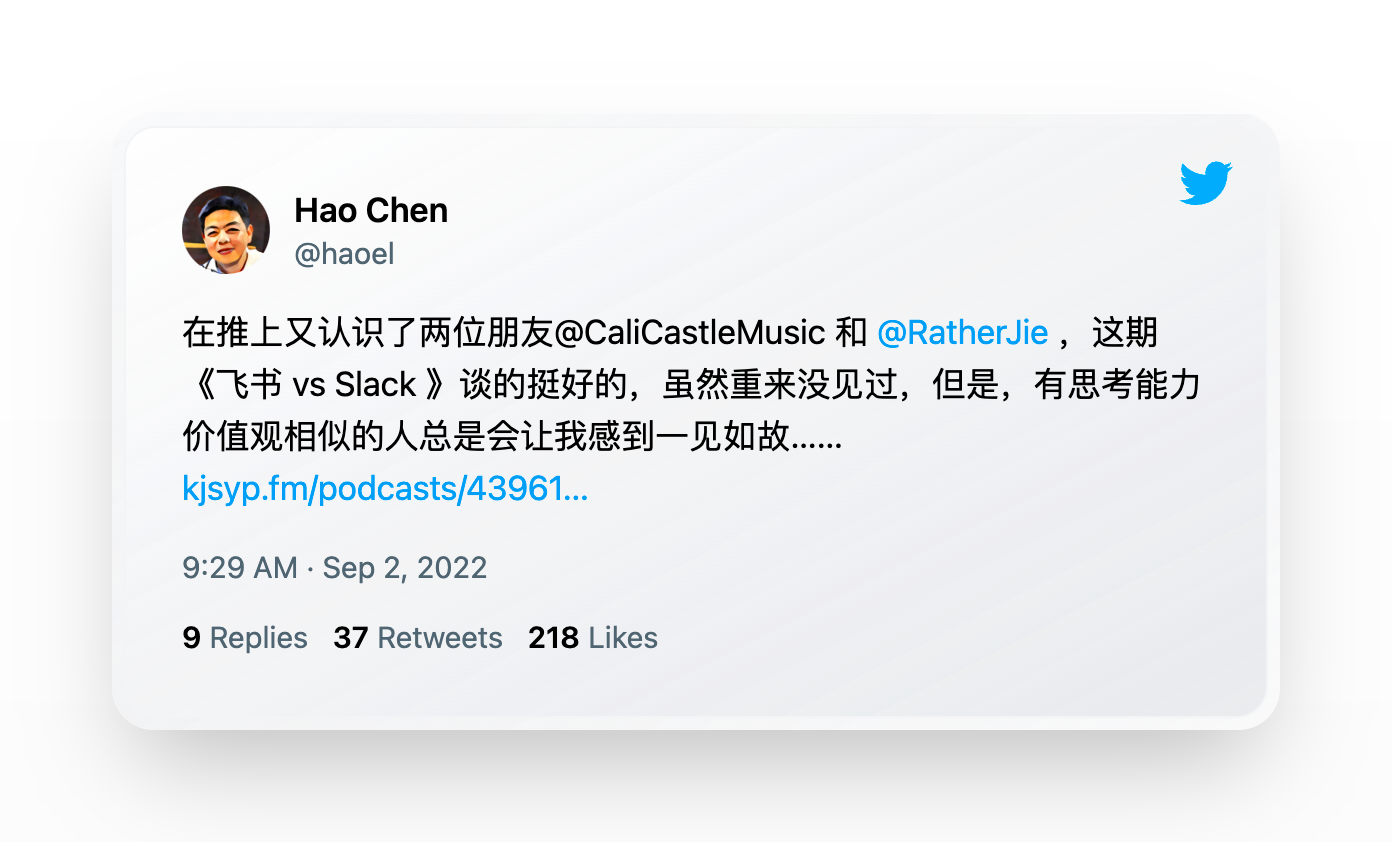 Hao Chen
@haoel
在推上又认识了两位朋友@CaliCastleMusic 和 @RatherJie ，这期
《飞书 vs Slack 》谈的挺好的，虽然重来没见过，但是，有思考能力
价值观相似的人总是会让我感到一见如故……
kjsyp.fm/podcasts/43961…
9:29 AM · Sep 2, 2022
9 Replies 37 Retweets 218 Likes